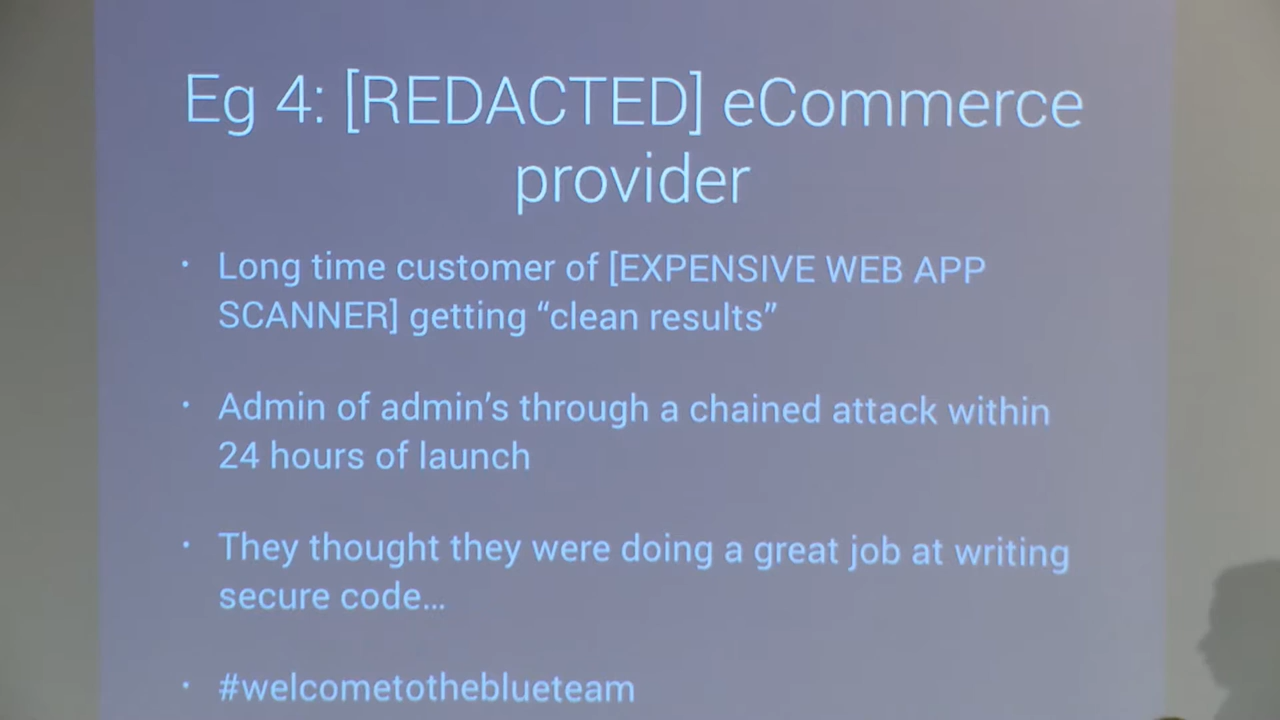 Eg 4: [REDACTED] eCommerce
provider
• Long time customer of [EXPENSIVE WEB APP
SCANNER] getting “clean results”
• Admin of admin’s through a chained attack within
24 hours of launch
• They thought they were doing a great job at writing
secure code…
• #welcometotheblueteam